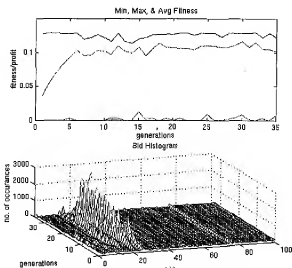 Min, Max, & Avg Fitness
fitness/profit
0.1
0.05
0
0 5 10 15 20 25 30 35
generations
Bid Histogram
no. of occurances
3000
2000
1000
0
30
20
10
0
generations
0 20 40 60 80 100